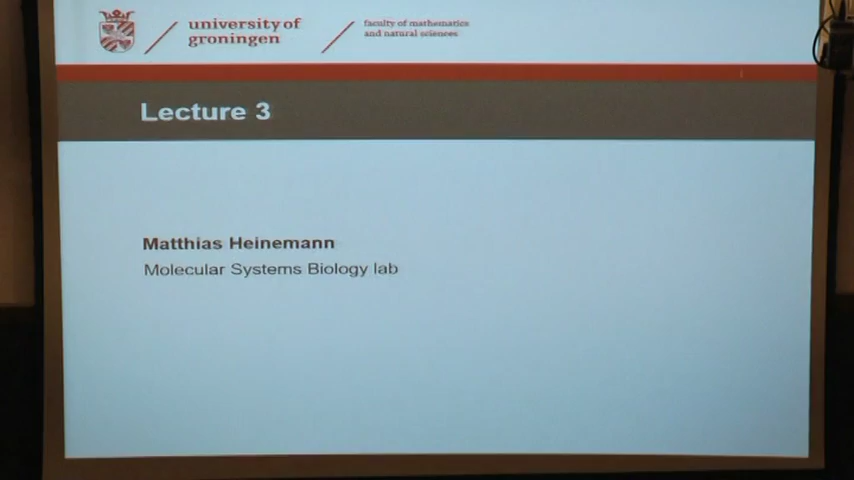 university of
groningen
faculty of mathematics
and natural sciences
Lecture 3
Matthias Heinemann
Molecular Systems Biology lab